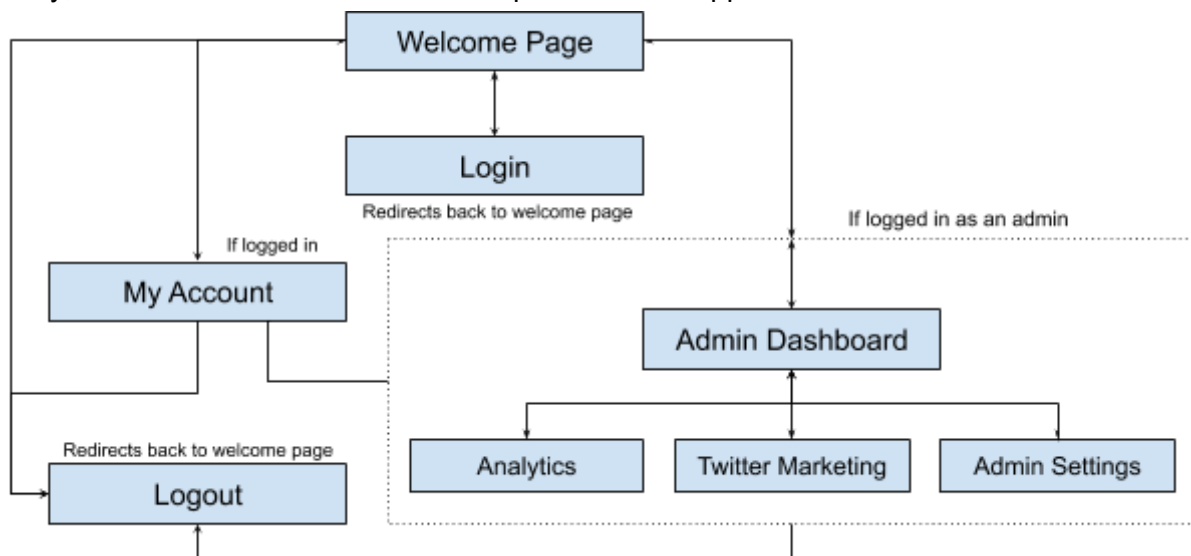 Welcome Page
Login
Redirects back to welcome page
If logged in as an admin
If logged in
My Account
Admin Dashboard
Redirects back to welcome page
Analytics
Twitter Marketing
Admin Settings
Logout